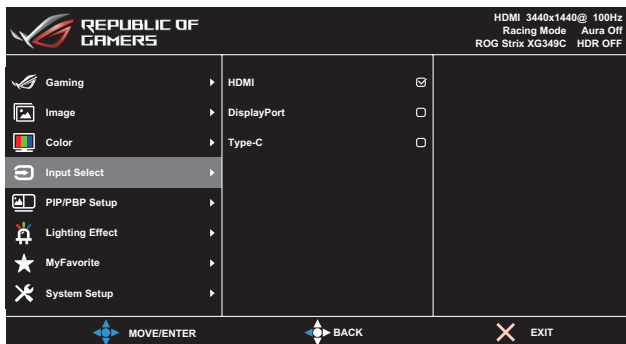 REPUBLIC OF
GAMERS
HDMI 3440x1440@ 100Hz
Racing Mode Aura Off
ROG Strix XG349C HDR OFF
Gaming
Image
Color
Input Select
PIP/PBP Setup
Lighting Effect
MyFavorite
System Setup
HDMI
DisplayPort
Type-C
MOVE/ENTER
BACK
EXIT